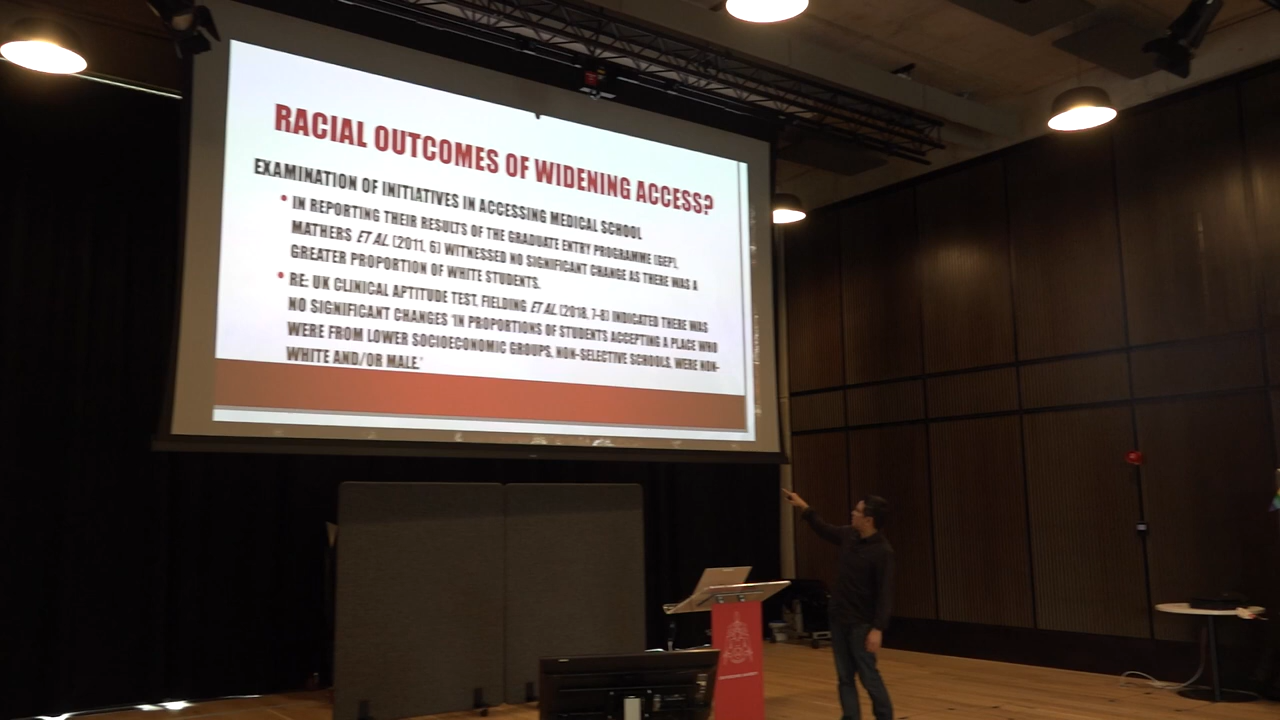 RACIAL OUTCOMES OF WIDENING ACCESS?
EXAMINATION OF INITIATIVES IN ACCESSING MEDICAL SCHOOL
• IN REPORTING THEIR RESULTS OF THE GRADUATE ENTRY PROGRAMME (GEP),
MATHERS ET AL (2011, 6) WITNESSED NO SIGNIFICANT CHANGE AS THERE WAS A
GREATER PROPORTION OF WHITE STUDENTS.
• RE: UK CLINICAL APTITUDE TEST, FIELDING ET AL (2018, 7-8) INDICATED THERE WAS
NO SIGNIFICANT CHANGES 'IN PROPORTIONS OF STUDENTS ACCEPTING A PLACE WHO
WERE FROM LOWER SOCIOECONOMIC GROUPS, NON-SELECTIVE SCHOOLS, WERE NON-
WHITE AND/OR MALE.'